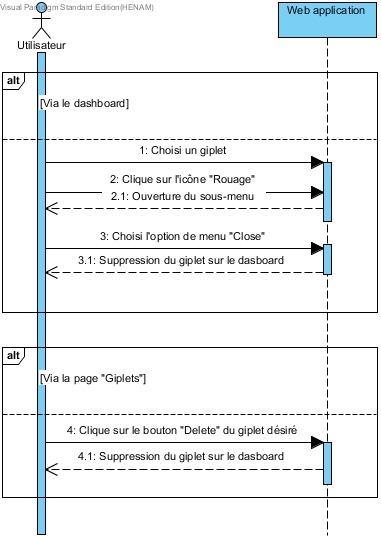 Visual Paradigm Standard Edition(HENAM)
Utilisateur
Web application
alt
[Via le dashboard]
1: Choisi un giplet
2: Clique sur l'icône "Rouage"
2.1: Ouverture du sous-menu
3: Choisi l'option de menu "Close"
3.1: Suppression du giplet sur le dasboard
alt
[Via la page "Giplets"]
4: Clique sur le bouton "Delete" du giplet désiré
4.1: Suppression du giplet sur le dasboard